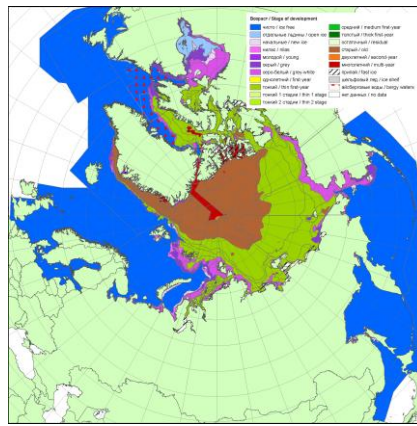 Возраст / Stage of development
чисто / ice free
отдельные льдины / open ice
начальные / new ice
нилас / nilas
молодой / young
серый / grey
серо-белый / grey-white
однолетний / first-year
тонкий / thin first-year
тонкий 1 стадии / thin 1 stage
тонкий 2 стадии / thin 2 stage
средний / medium first-year
толстый / thick first-year
остаточный / residual
старый / old
двухлетний / second-year
многолетний / multi-year
припай / fast ice
шельфовый лед / ice shelf
айсберговые воды / bergy waters
нет данных / no data